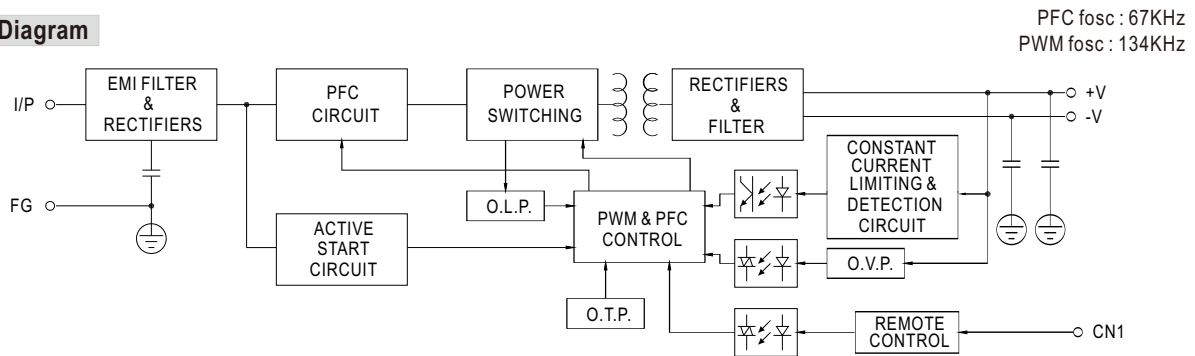 Diagram
PFC fosc : 67KHz
PWM fosc : 134KHz
I/P
EMI FILTER
&
RECTIFIERS
PFC
CIRCUIT
POWER
SWITCHING
RECTIFIERS
&
FILTER
+V
-V
FG
ACTIVE
START
CIRCUIT
O.L.P.
PWM & PFC
CONTROL
O.T.P.
CONSTANT
CURRENT
LIMITING &
DETECTION
CIRCUIT
O.V.P.
REMOTE
CONTROL
CN1